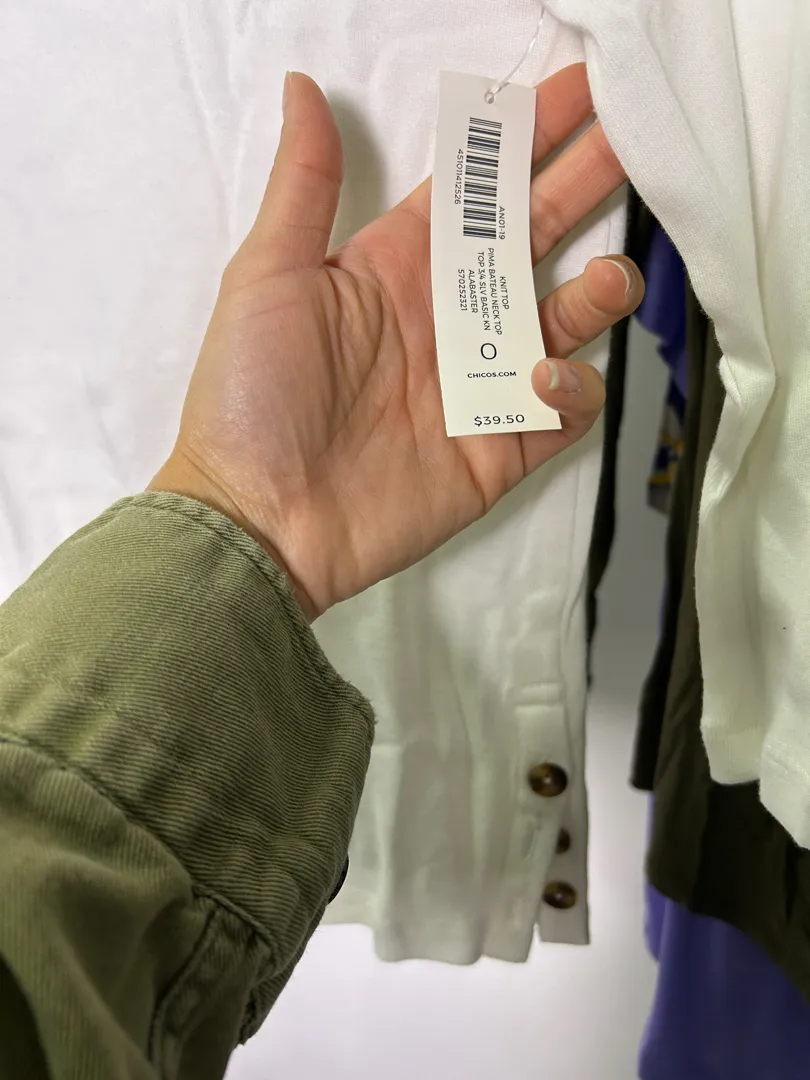 451011412526
AN01-19
KNIT TOP
PIMA BATEAU NECK TOP
TOP 3/4 SLV BASIC KN
ALABASTER
570252321
0
CHICOS.COM
$39.50